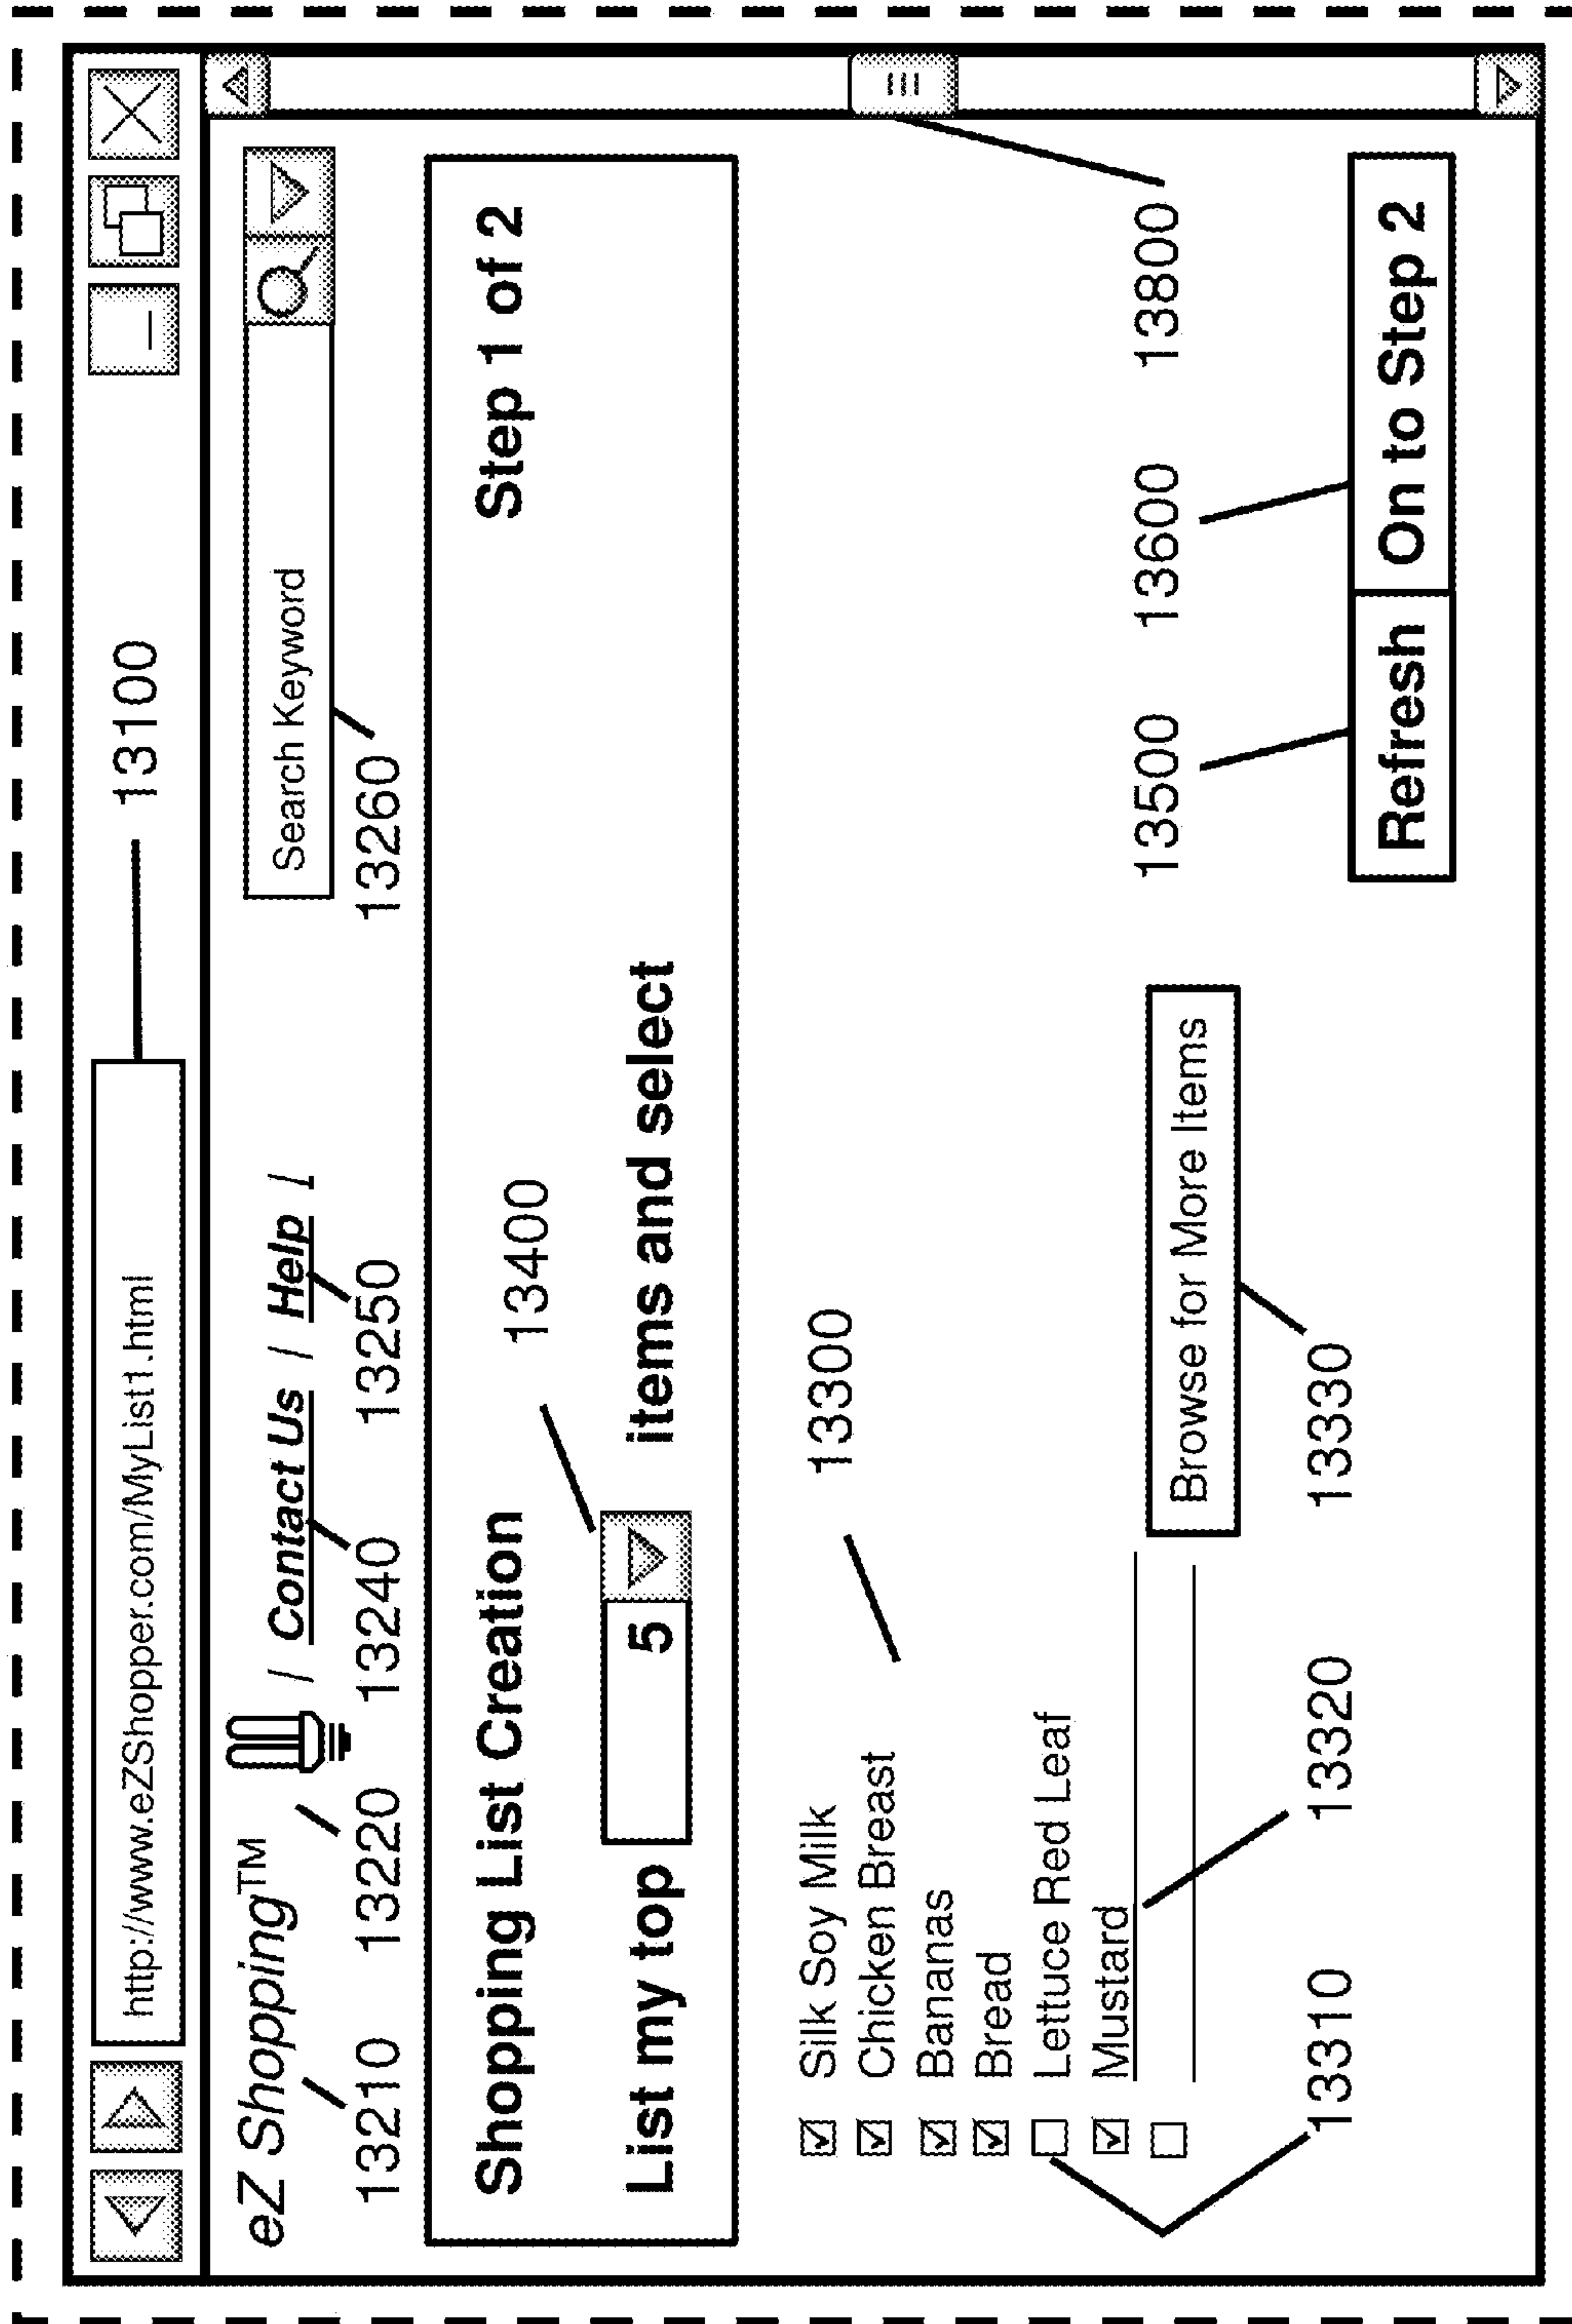 http://www.eZShopper.com/MyList1.html 13100
eZ Shopping™ / Contact Us / Help / Search Keyword
13210 13220 13240 13250 13260
Shopping List Creation Step 1 of 2
13400
List my top 5 items and select
13300
Silk Soy Milk
Chicken Breast
Bananas
Bread
Lettuce Red Leaf
Mustard
Browse for More Items
13500 13600 13800
13310 13320 13330
Refresh On to Step 2